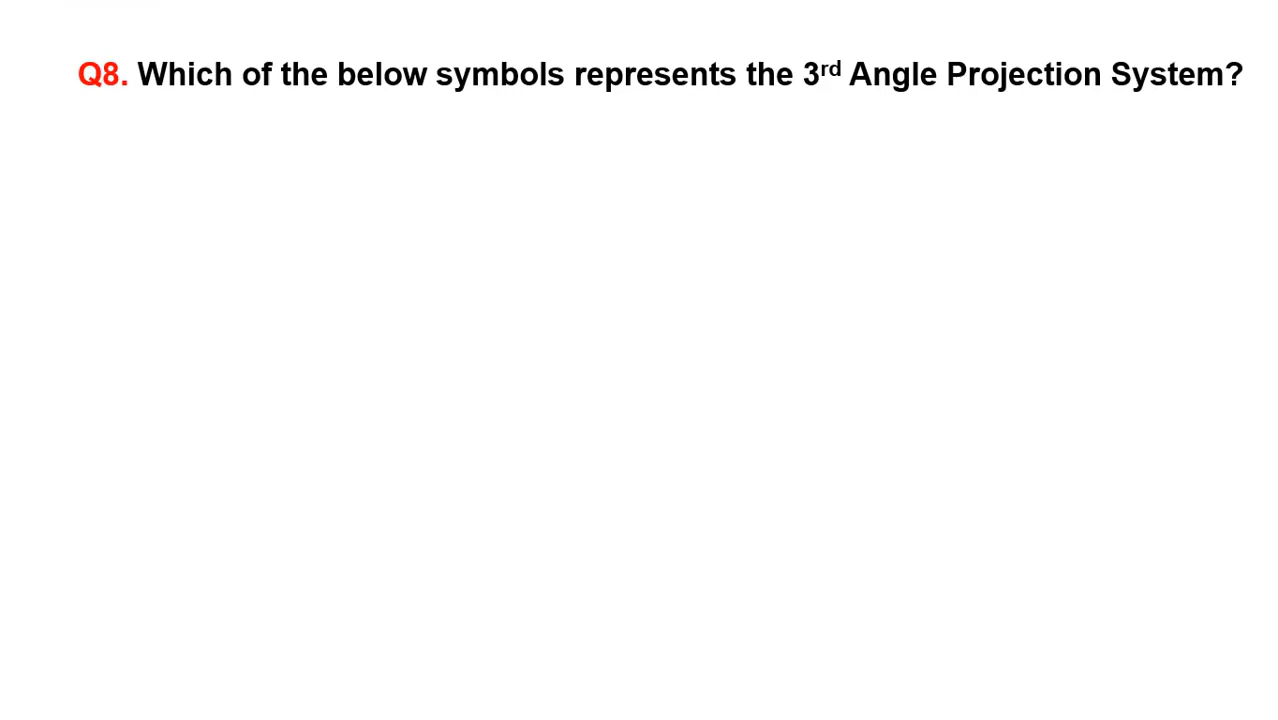 Q8. Which of the below symbols represents the 3rd Angle Projection System?